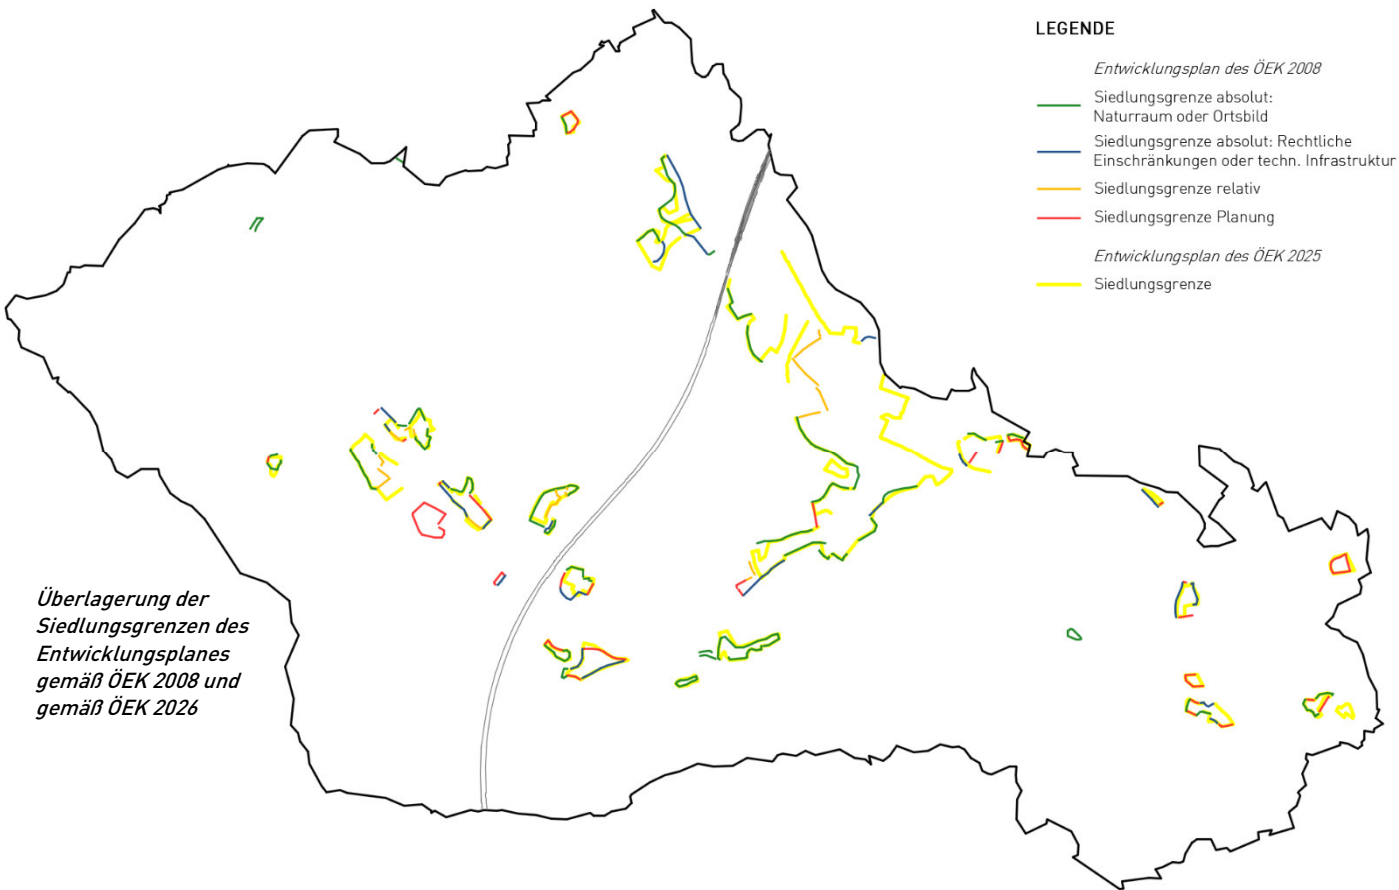 LEGENDE
Entwicklungsplan des ÖEK 2008
Siedlungsgrenze absolut:
Naturraum oder Ortsbild
Siedlungsgrenze absolut: Rechtliche
Einschränkungen oder techn. Infrastruktur
Siedlungsgrenze relativ
Siedlungsgrenze Planung
Entwicklungsplan des ÖEK 2025
Siedlungsgrenze
Überlagerung der
Siedlungsgrenzen des
Entwicklungsplanes
gemäß ÖEK 2008 und
gemäß ÖEK 2026